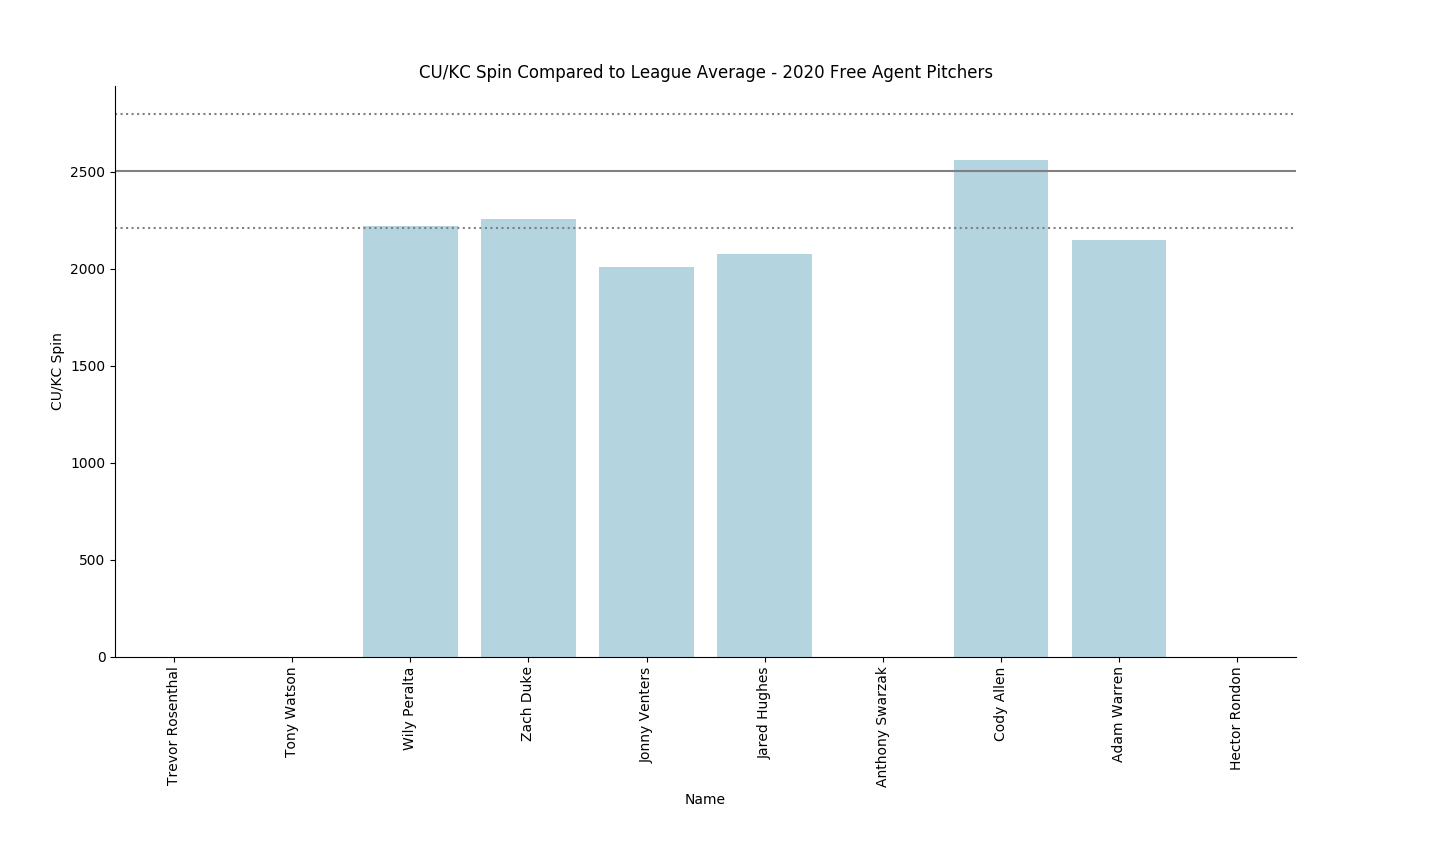 CU/KC Spin Compared to League Average - 2020 Free Agent Pitchers
CU/KC Spin
2500
2000
1500
1000
500
0
Trevor Rosenthal
Tony Watson
Wily Peralta
Zach Duke
Jonny Venters
Jared Hughes
Anthony Swarzak
Cody Allen
Adam Warren
Hector Rondon
Name